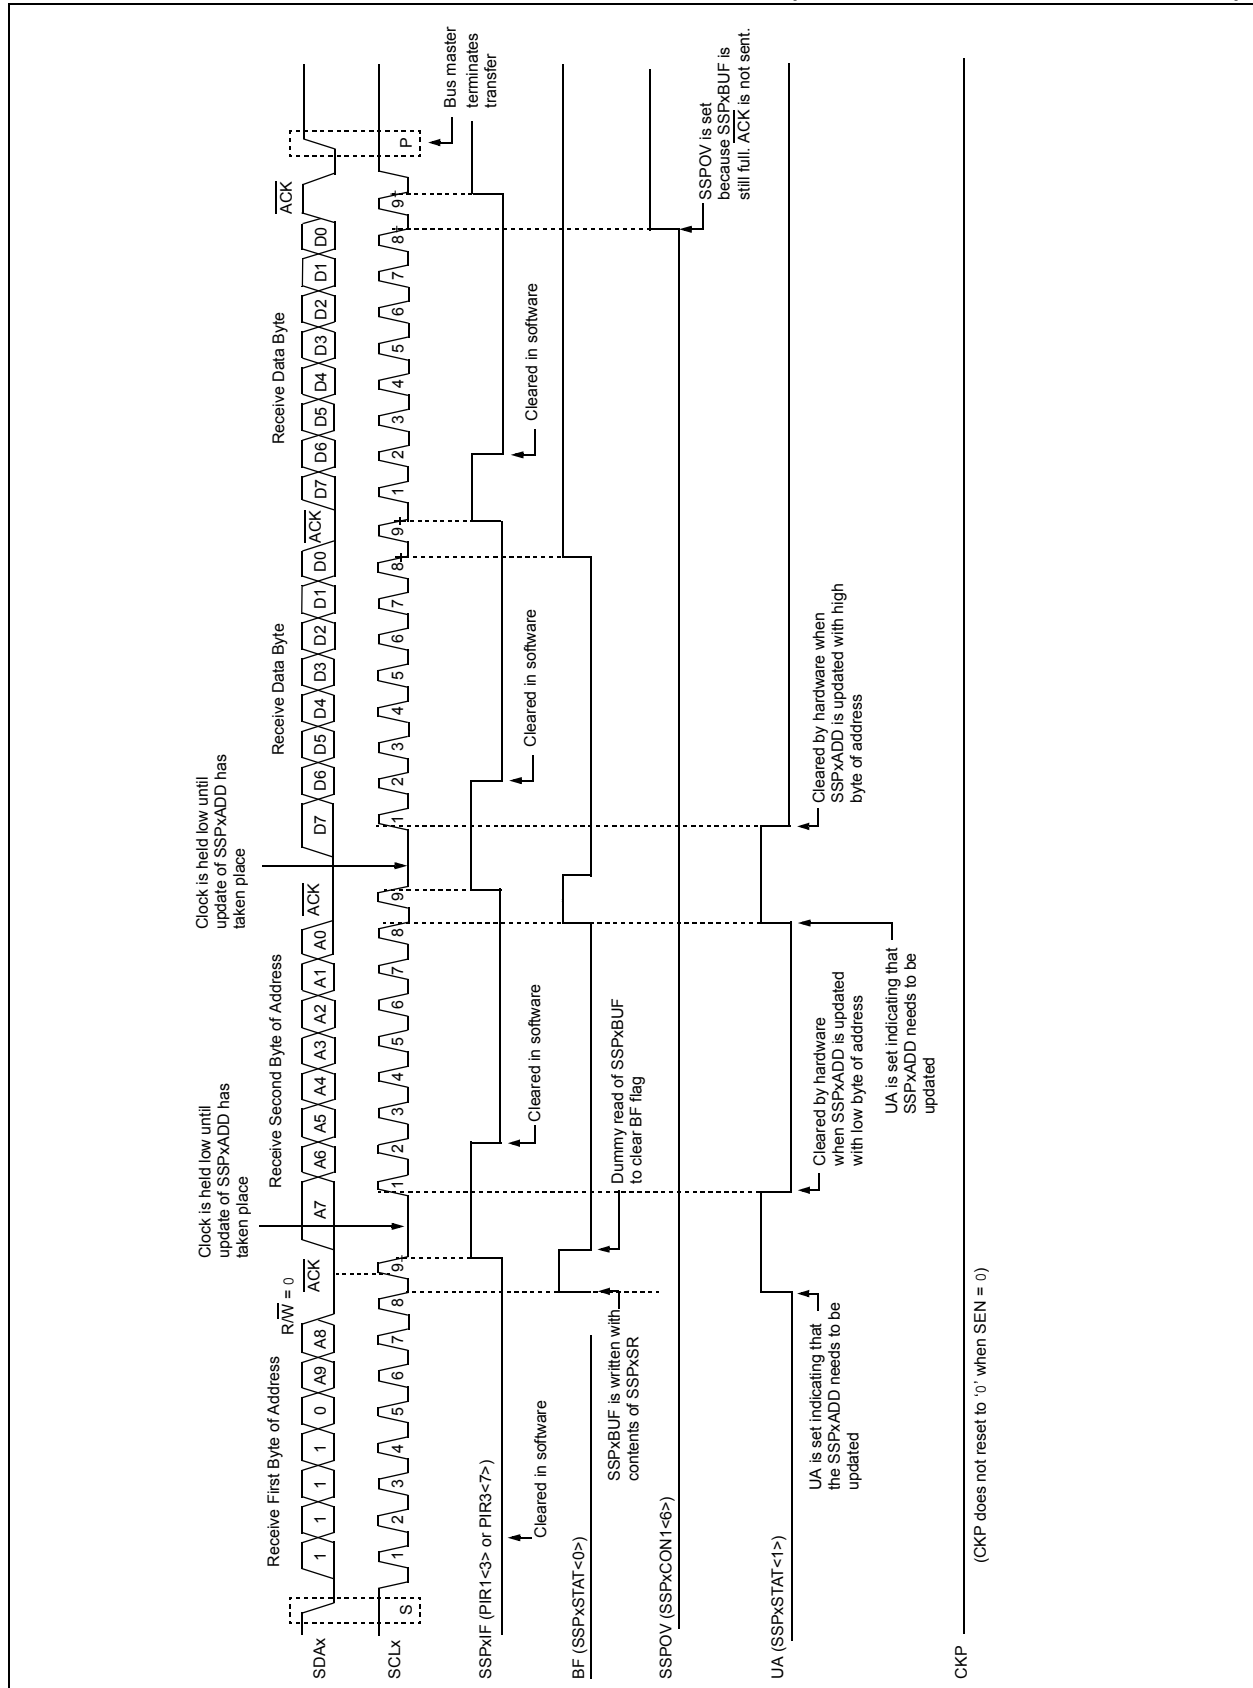 SDAx
S
Receive First Byte of Address
1
1
1
1
0
A9
A8
R/W = 0
ACK
Clock is held low until
update of SSPxADD has
taken place
Receive Second Byte of Address
A7
A6
A5
A4
A3
A2
A1
A0
ACK
Clock is held low until
update of SSPxADD has
taken place
Receive Data Byte
D7
D6
D5
D4
D3
D2
D1
D0
ACK
Receive Data Byte
D7
D6
D5
D4
D3
D2
D1
D0
ACK
P
Bus master
terminates
transfer
SCLx
1
2
3
4
5
6
7
8
9
1
2
3
4
5
6
7
8
9
1
2
3
4
5
6
7
8
9
1
2
3
4
5
6
7
8
9
SSPxIF (PIR1<3> or PIR3<7>)
Cleared in software
Cleared in software
Cleared in software
Cleared in software
BF (SSPxSTAT<0>)
SSPxBUF is written with
contents of SSPxSR
Dummy read of SSPxBUF
to clear BF flag
SSPOV (SSPxCON1<6>)
SSPOV is set
because SSPxBUF is
still full. ACK is not sent.
UA (SSPxSTAT<1>)
UA is set indicating that
the SSPxADD needs to be
updated
Cleared by hardware
when SSPxADD is updated
with low byte of address
UA is set indicating that
SSPxADD needs to be
updated
Cleared by hardware when
SSPxADD is updated with high
byte of address
CKP
(CKP does not reset to ‘0’ when SEN = 0)